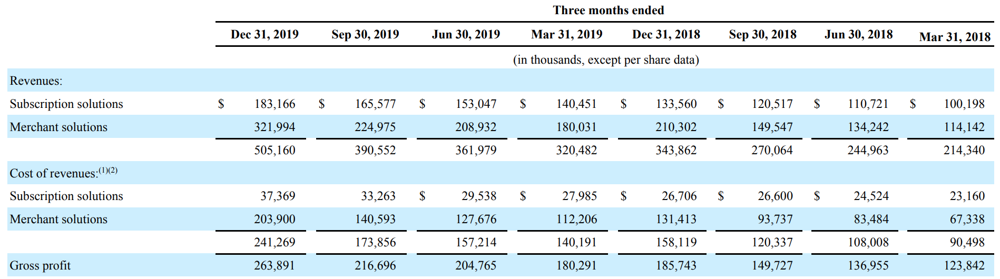 Three months ended
Dec 31, 2019 Sep 30, 2019 Jun 30, 2019 Mar 31, 2019 Dec 31, 2018 Sep 30, 2018 Jun 30, 2018 Mar 31, 2018
(in thousands, except per share data)
Revenues:
Subscription solutions $ 183,166 $ 165,577 $ 153,047 $ 140,451 $ 133,560 $ 120,517 $ 110,721 $ 100,198
Merchant solutions 321,994 224,975 208,932 180,031 210,302 149,547 134,242 114,142
505,160 390,552 361,979 320,482 343,862 270,064 244,963 214,340
Cost of revenues:(1)(2)
Subscription solutions 37,369 33,263 $ 29,538 $ 27,985 $ 26,706 $ 26,600 $ 24,524 23,160
Merchant solutions 203,900 140,593 127,676 112,206 131,413 93,737 83,484 67,338
241,269 173,856 157,214 140,191 158,119 120,337 108,008 90,498
Gross profit 263,891 216,696 204,765 180,291 185,743 149,727 136,955 123,842